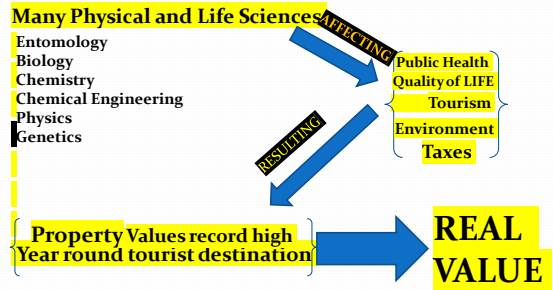 Many Physical and Life Sciences
AFFECTING
Entomology
Biology
Chemistry
Chemical Engineering
Physics
Genetics
Public Health
Quality of LIFE
Tourism
Environment
Taxes
RESULTING
Property Values record high
Year round tourist destination
REAL
VALUE